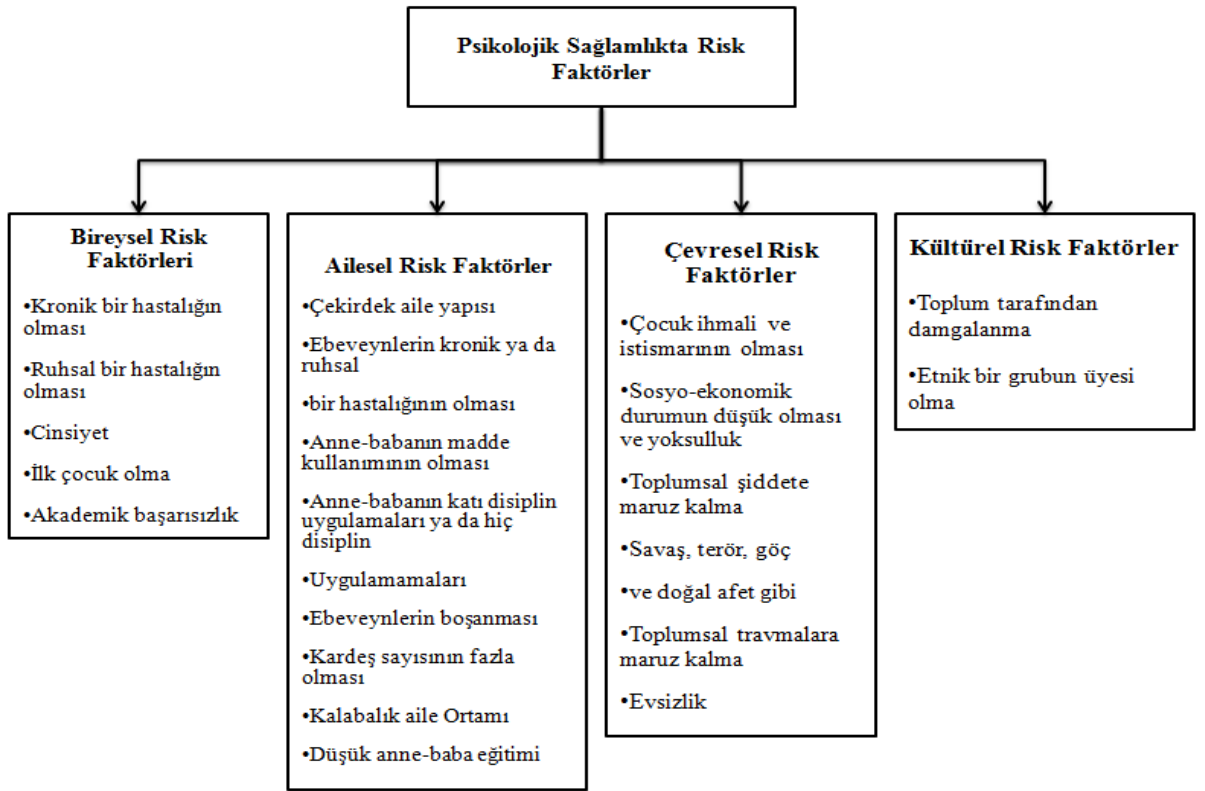 Psikolojik Sağlamlıkta Risk
Faktörler
Bireysel Risk
Faktörleri
•Kronik bir hastalığın
olması
•Ruhsal bir hastalığın
olması
•Cinsiyet
•İlk çocuk olma
•Akademik başarısızlık
Ailesel Risk Faktörler
•Çekirdek aile yapısı
•Ebeveynlerin kronik ya da
ruhsal
•bir hastalığının olması
•Anne-babanın madde
kullanımının olması
•Anne-babanın katı disiplin
uygulamaları ya da hiç
disiplin
•Uygulamamaları
•Ebeveynlerin boşanması
•Kardeş sayısının fazla
olması
•Kalabalık aile Ortamı
•Düşük anne-baba eğitimi
Çevresel Risk
Faktörler
•Çocuk ihmali ve
istismarının olması
•Sosyo-ekonomik
durumun düşük olması
ve yoksulluk
•Toplumsal şiddete
maruz kalma
•Savaş, terör, göç
•ve doğal afet gibi
•Toplumsal travmalara
maruz kalma
•Evsizlik
Kültürel Risk Faktörler
•Toplum tarafından
damgalanma
•Etnik bir grubun üyesi
olma